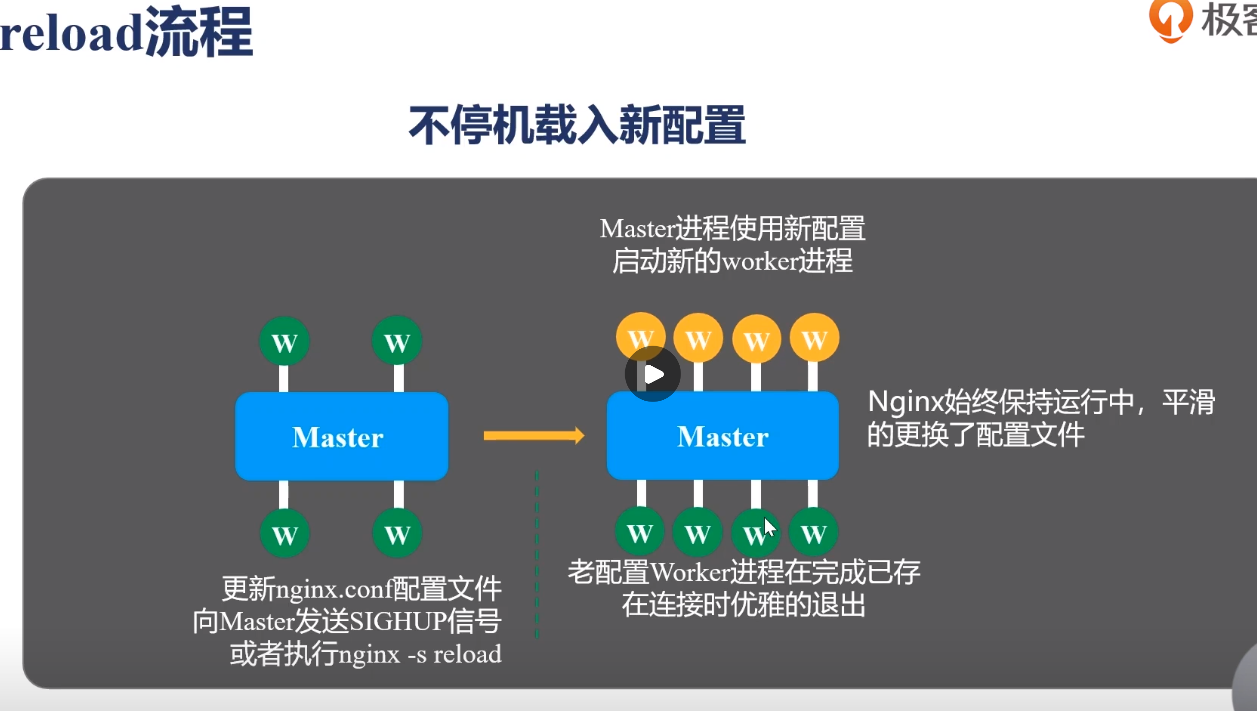 reload流程
极客
不停机载入新配置
Master进程使用新配置
启动新的worker进程
W
W
W
W
W
W
Master
Master
Nginx始终保持运行中，平滑
的更换了配置文件
W
W
W
W
W
W
更新nginx.conf配置文件
向Master发送SIGHUP信号
或者执行nginx -s reload
老配置Worker进程在完成已存
在连接时优雅的退出